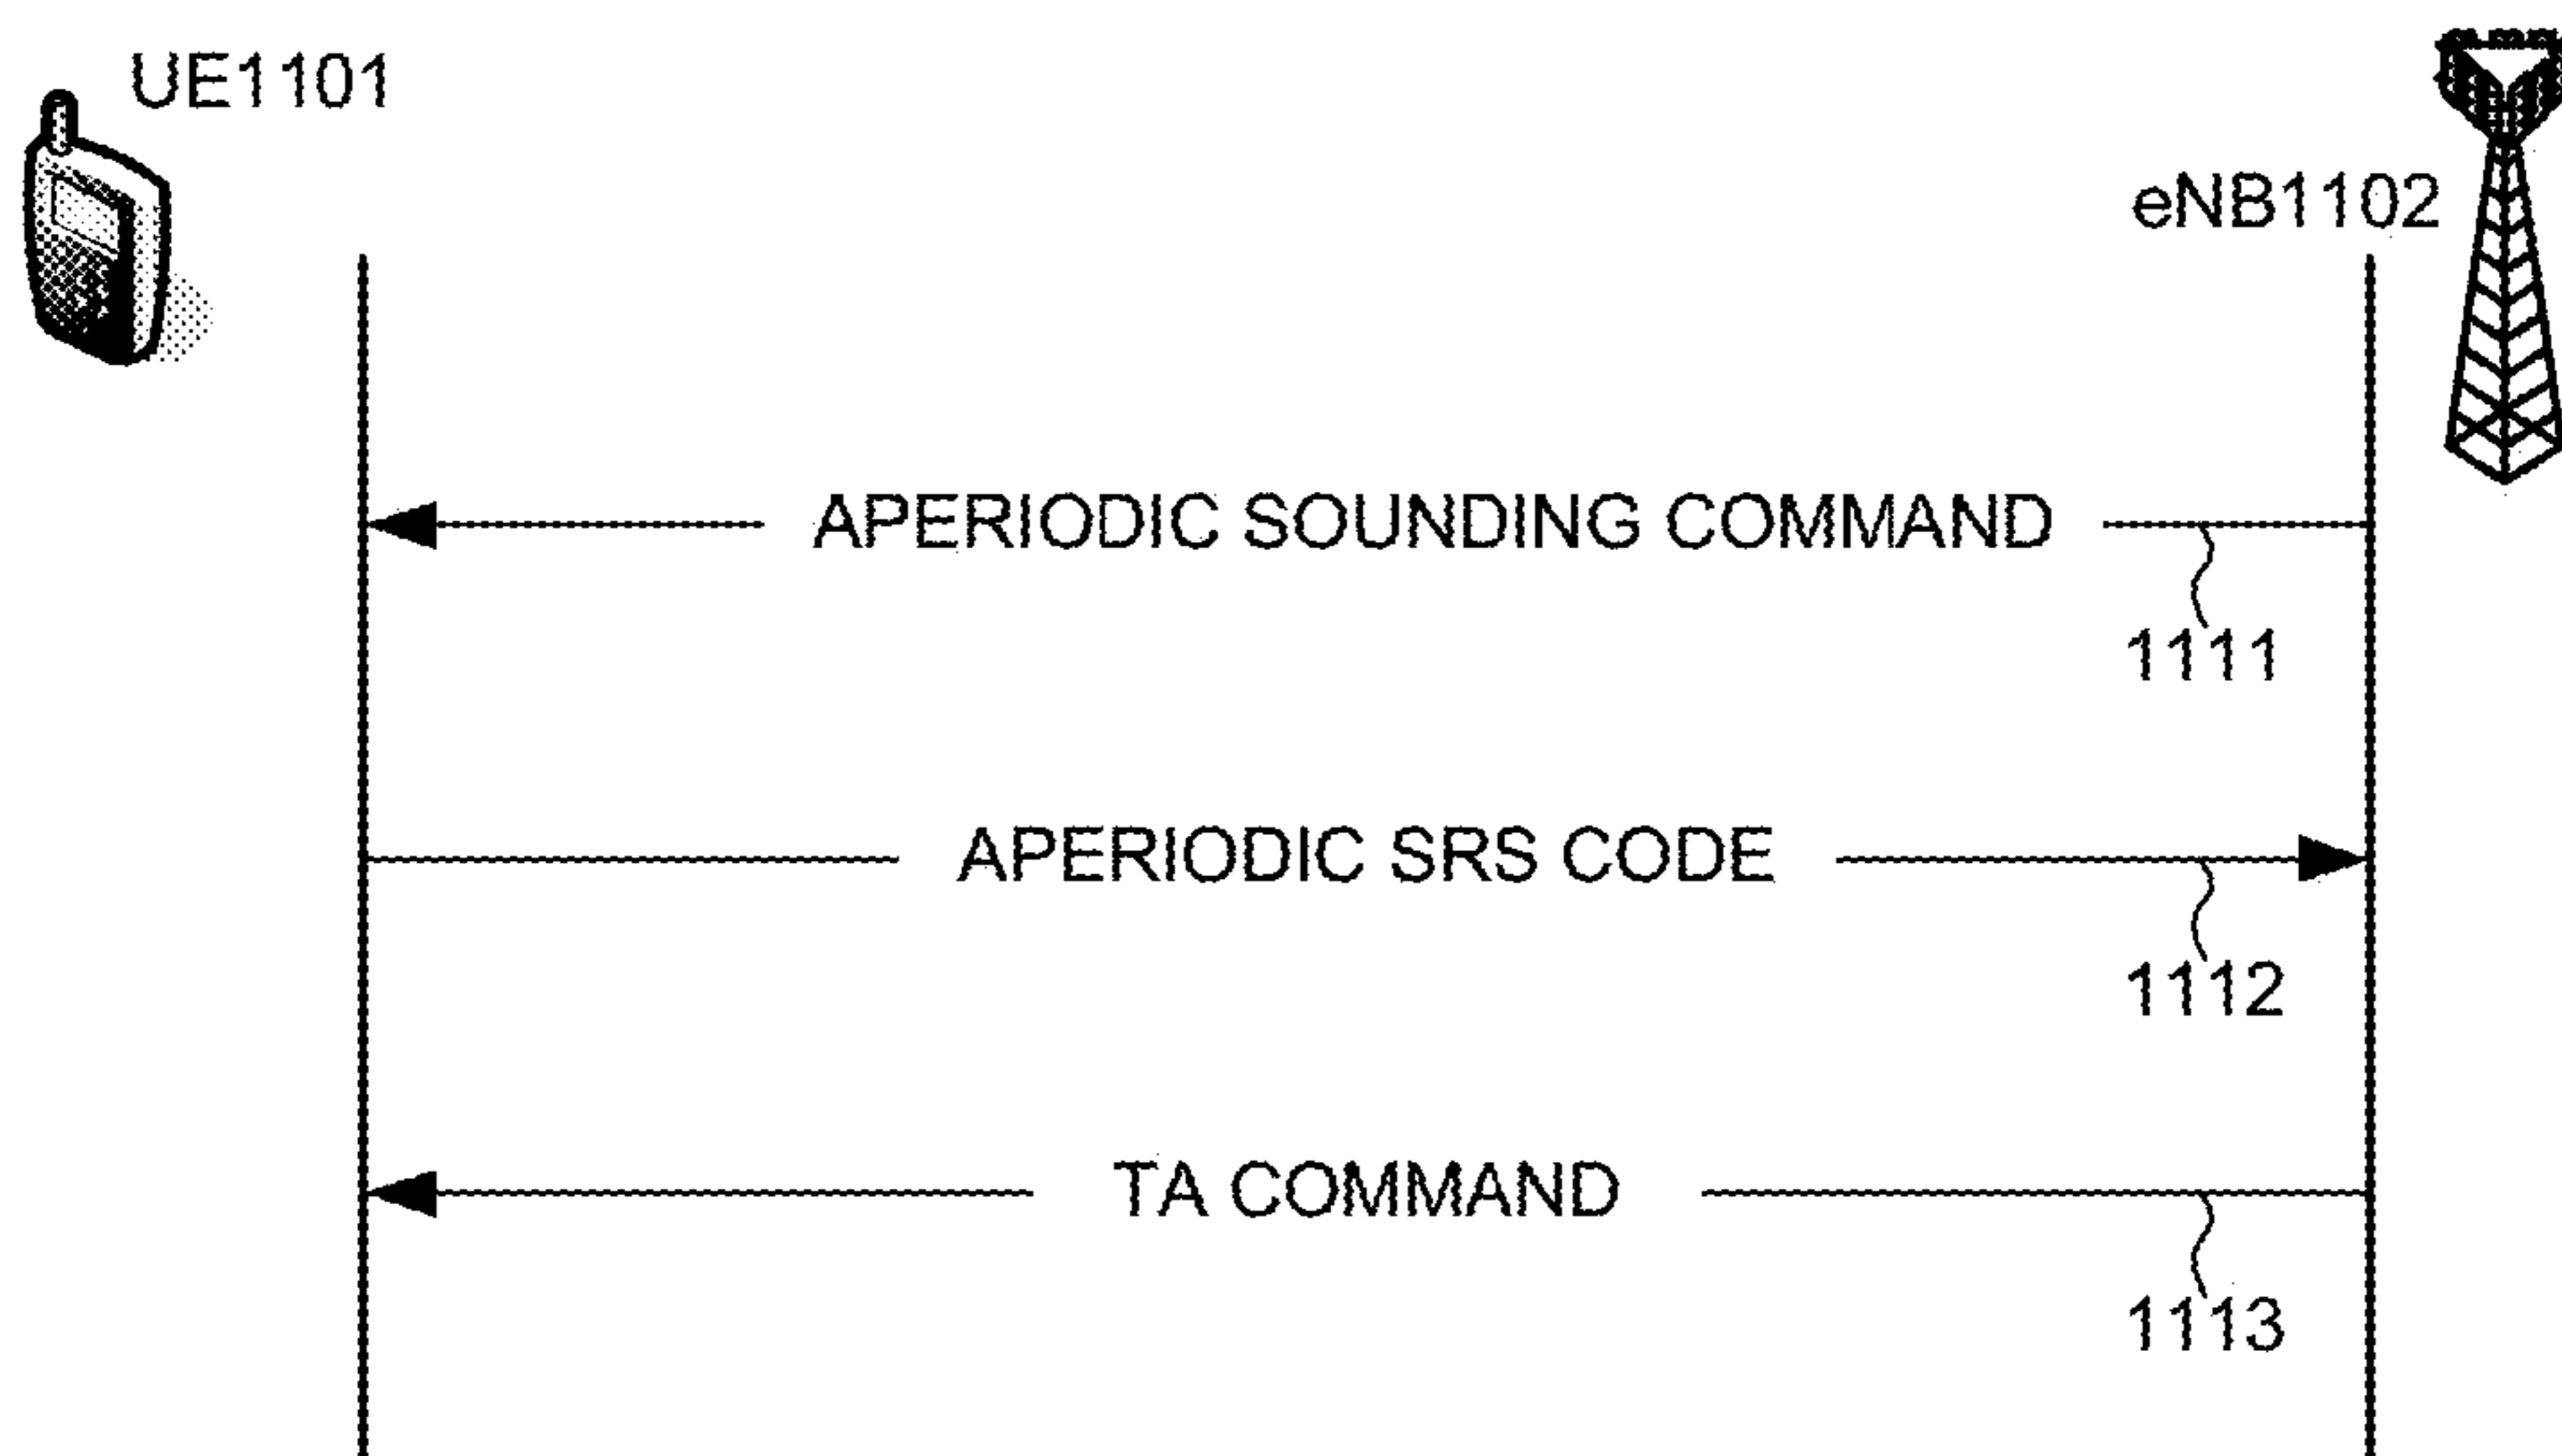 UE1101
eNB1102
APERIODIC SOUNDING COMMAND
1111
APERIODIC SRS CODE
1112
TA COMMAND
1113